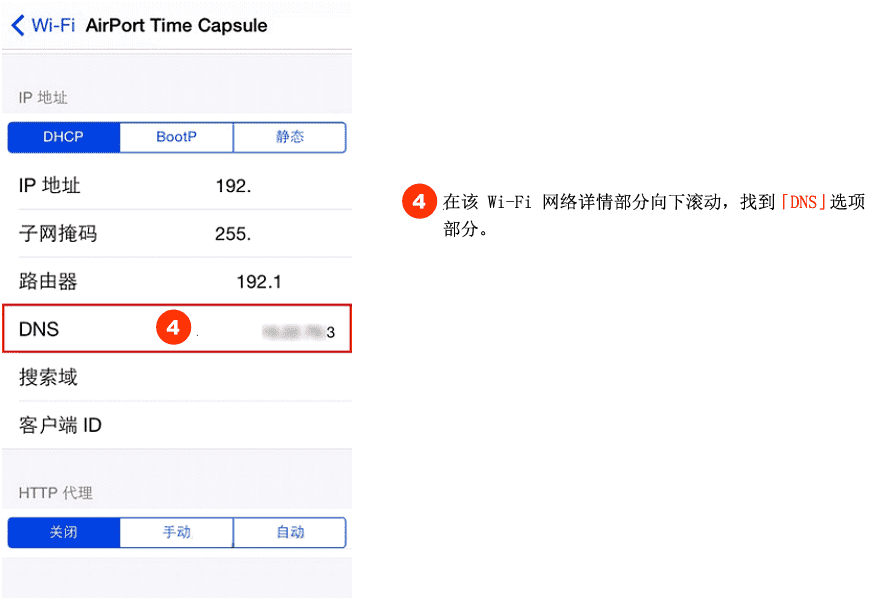 Wi-Fi AirPort Time Capsule
IP 地址
DHCP BootP 静态
IP 地址 192.
子网掩码 255.
路由器 192.1
DNS 4 . 3
搜索域
客户端 ID
HTTP 代理
关闭 手动 自动
4 在该 Wi-Fi 网络详情部分向下滚动，找到「DNS」选项
部分。